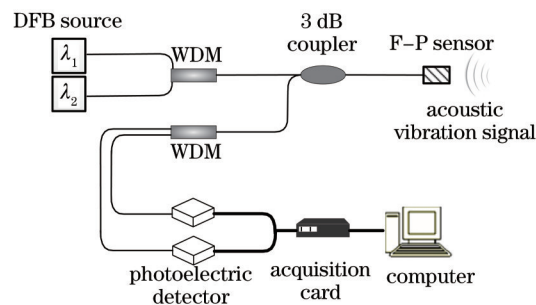 DFB source
λ1
λ2
WDM
3 dB
coupler
F-P sensor
acoustic
vibration signal
WDM
photoelectric
detector
acquisition
card
computer